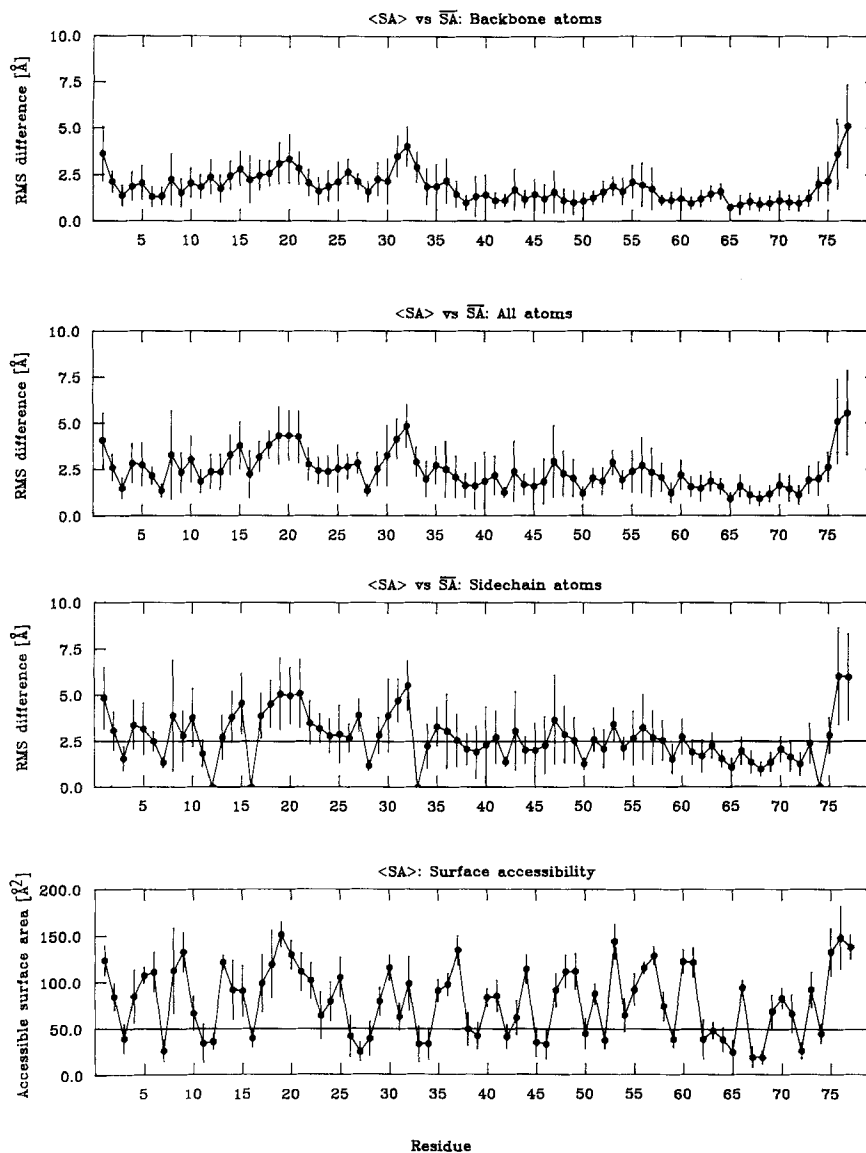 <SA> vs S̅A̅: Backbone atoms
RMS difference [Å]
10.0
7.5
5.0
2.5
0.0
5 10 15 20 25 30 35 40 45 50 55 60 65 70 75
<SA> vs S̅A̅: All atoms
RMS difference [Å]
10.0
7.5
5.0
2.5
0.0
5 10 15 20 25 30 35 40 45 50 55 60 65 70 75
<SA> vs S̅A̅: Sidechain atoms
RMS difference [Å]
10.0
7.5
5.0
2.5
0.0
5 10 15 20 25 30 35 40 45 50 55 60 65 70 75
<SA>: Surface accessibility
Accessible surface area [Å²]
200.0
150.0
100.0
50.0
0.0
5 10 15 20 25 30 35 40 45 50 55 60 65 70 75
Residue